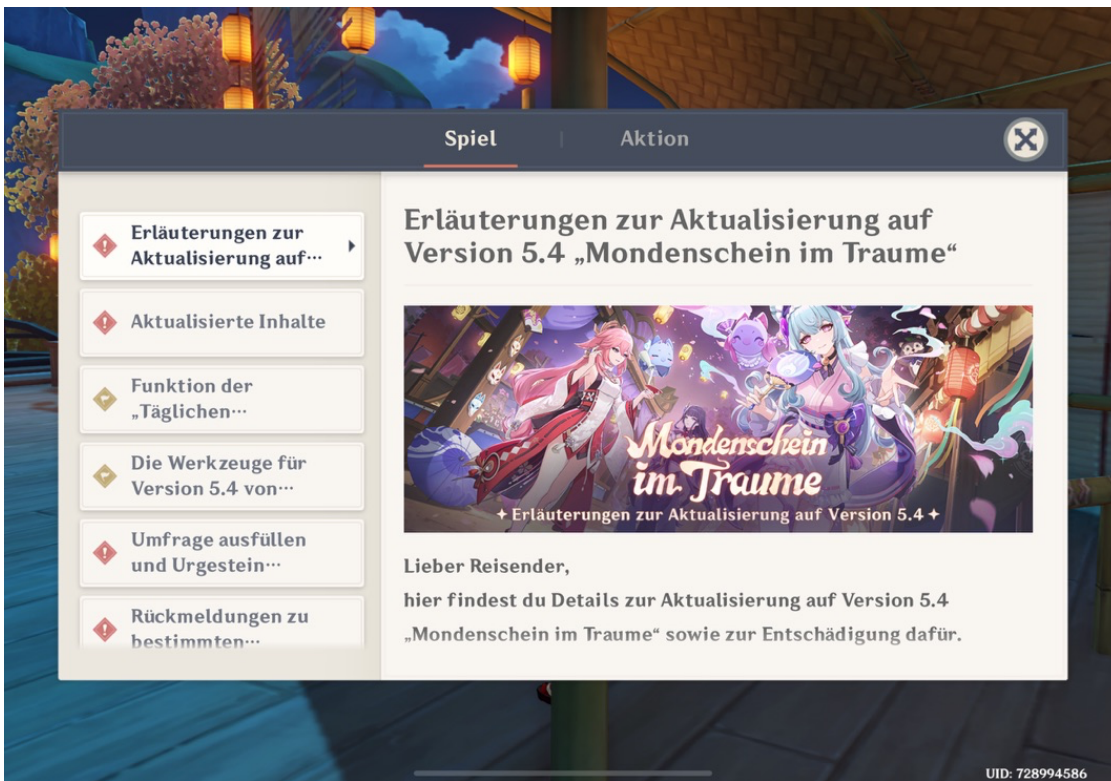 Spiel
Aktion
Erläuterungen zur
Aktualisierung auf···
Aktualisierte Inhalte
Funktion der
„Täglichen···
Die Werkzeuge für
Version 5.4 von···
Umfrage ausfüllen
und Urgestein···
Rückmeldungen zu
bestimmten···
Erläuterungen zur Aktualisierung auf
Version 5.4 „Mondenschein im Traume“
Mondenschein
im Traume
Erläuterungen zur Aktualisierung auf Version 5.4
Lieber Reisender,
hier findest du Details zur Aktualisierung auf Version 5.4
„Mondenschein im Traume“ sowie zur Entschädigung dafür.
UID: 728994586